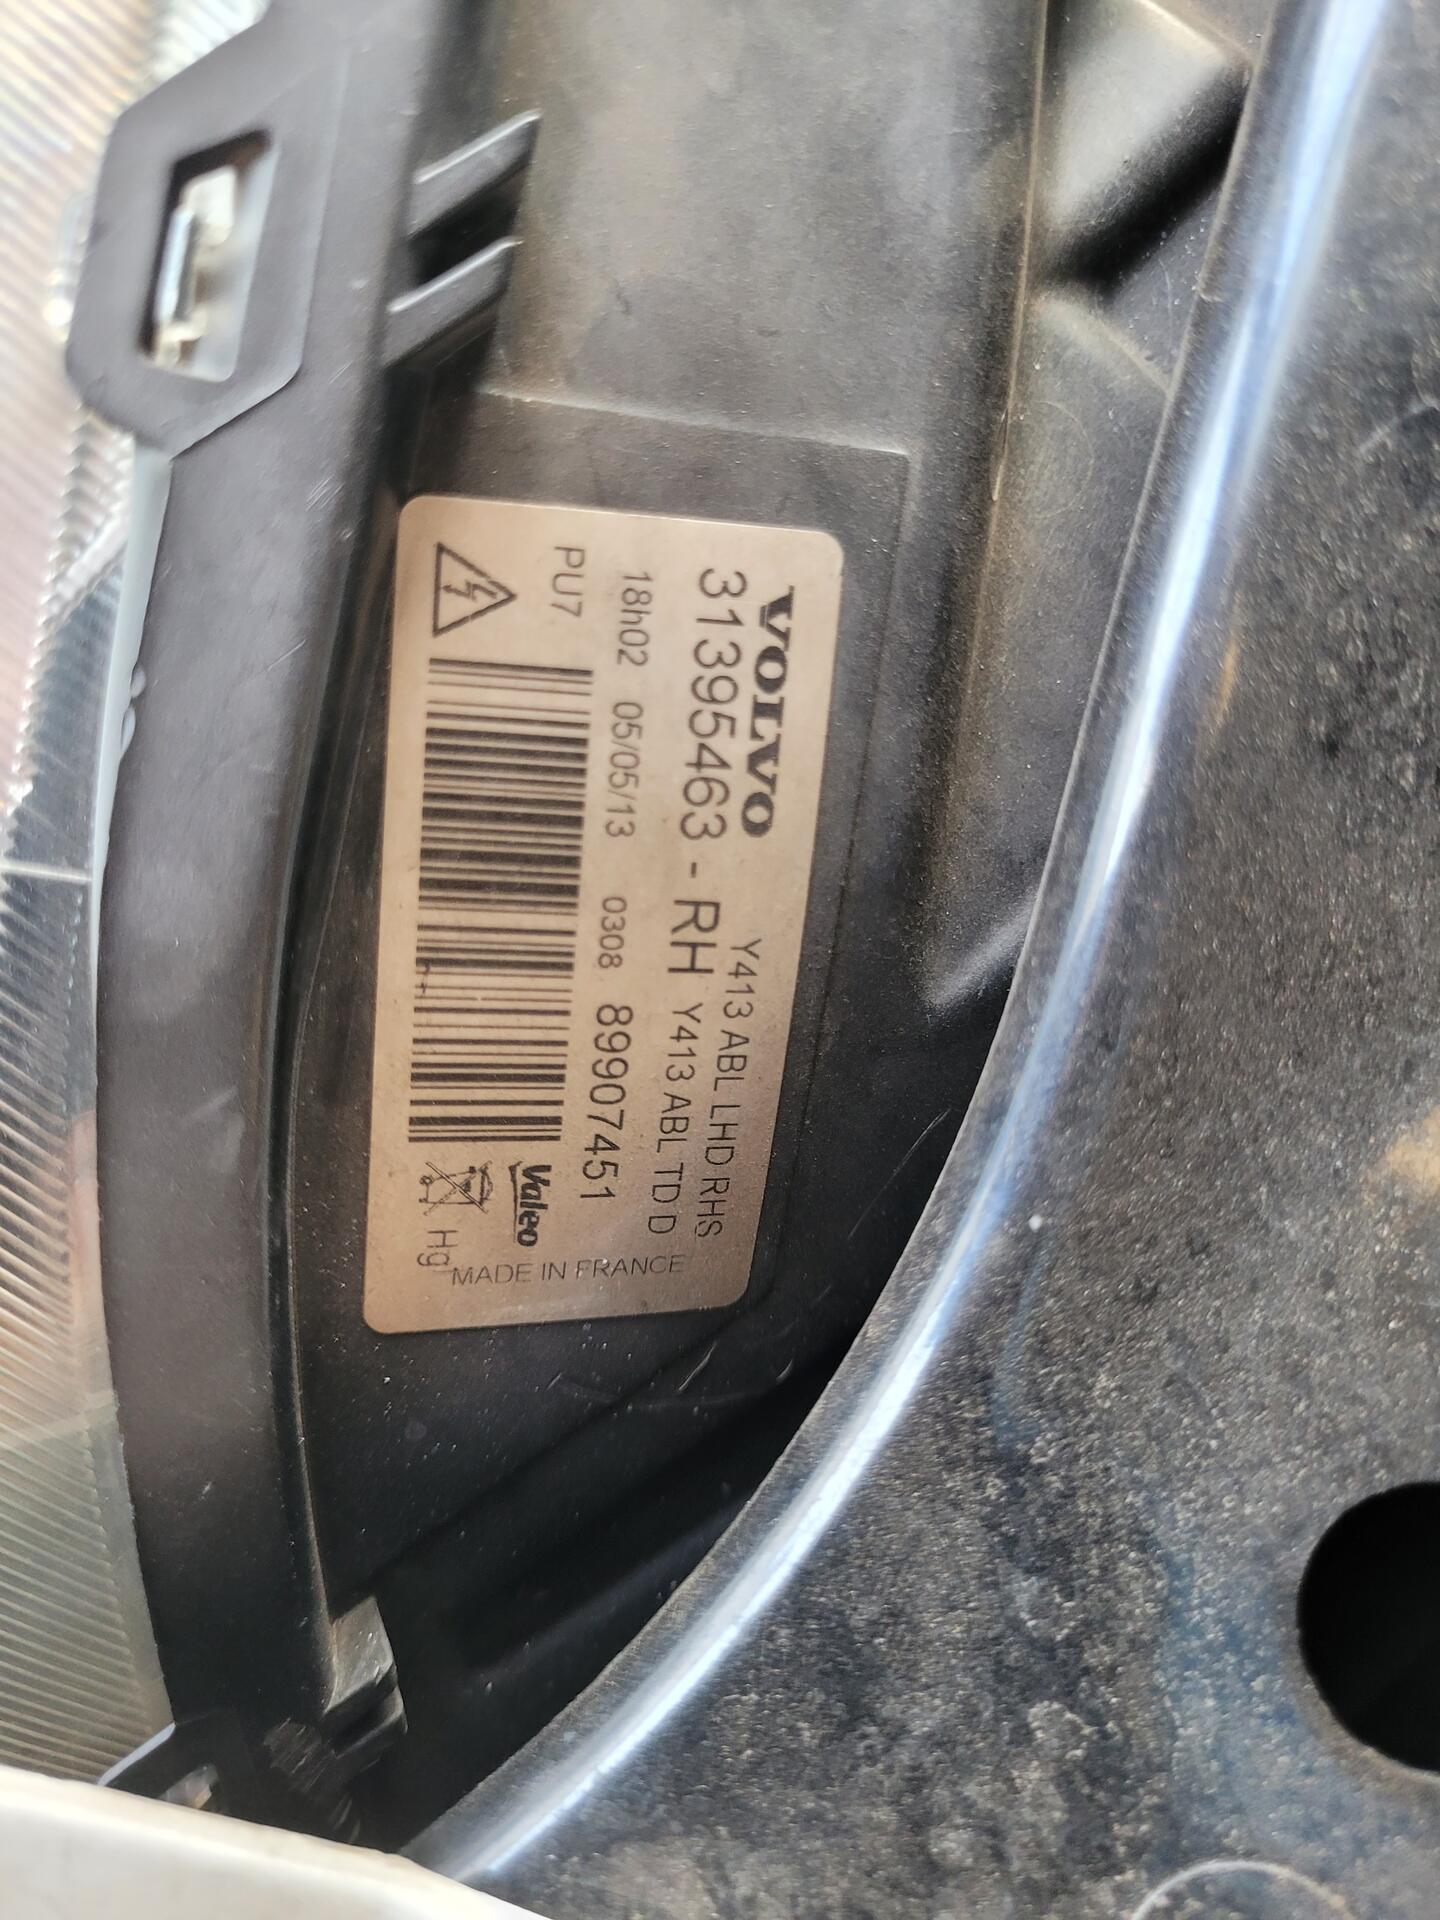 VOLVO Y413 ABL LHD RHS
31395463 - RH Y413 ABL TD D
18h02 05/05/13 0308 89907451
PU7
Valeo
Hg
MADE IN FRANCE